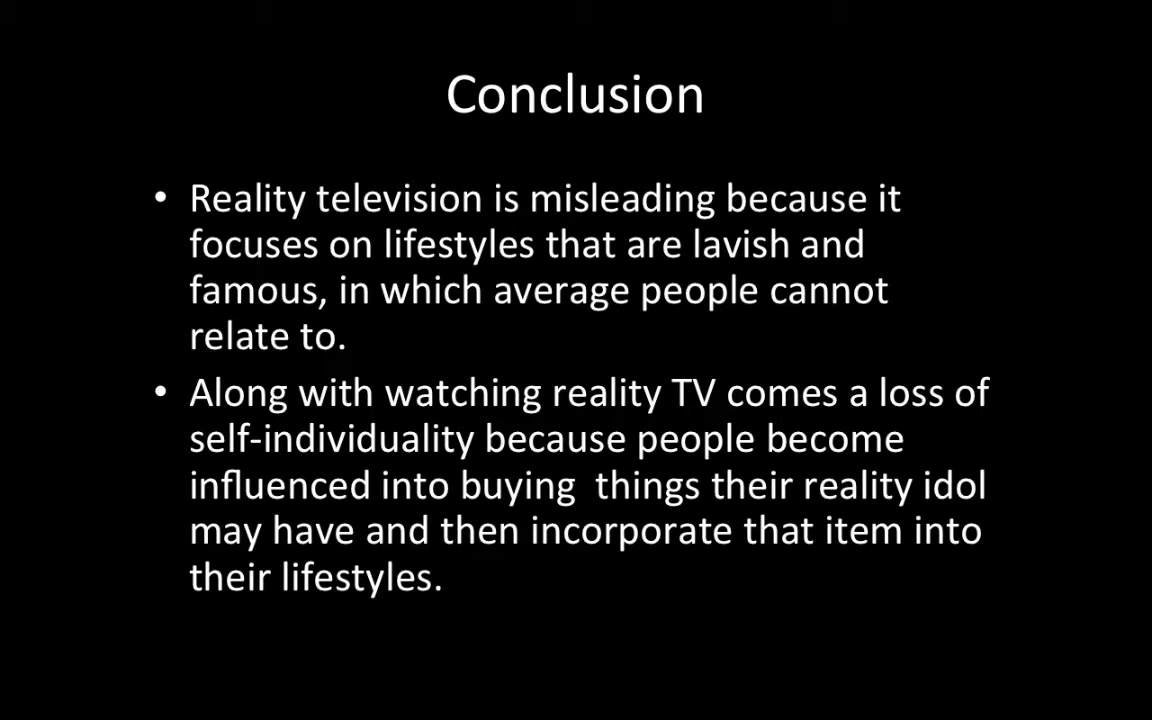 Conclusion
• Reality television is misleading because it
focuses on lifestyles that are lavish and
famous, in which average people cannot
relate to.
• Along with watching reality TV comes a loss of
self-individuality because people become
influenced into buying  things their reality idol
may have and then incorporate that item into
their lifestyles.